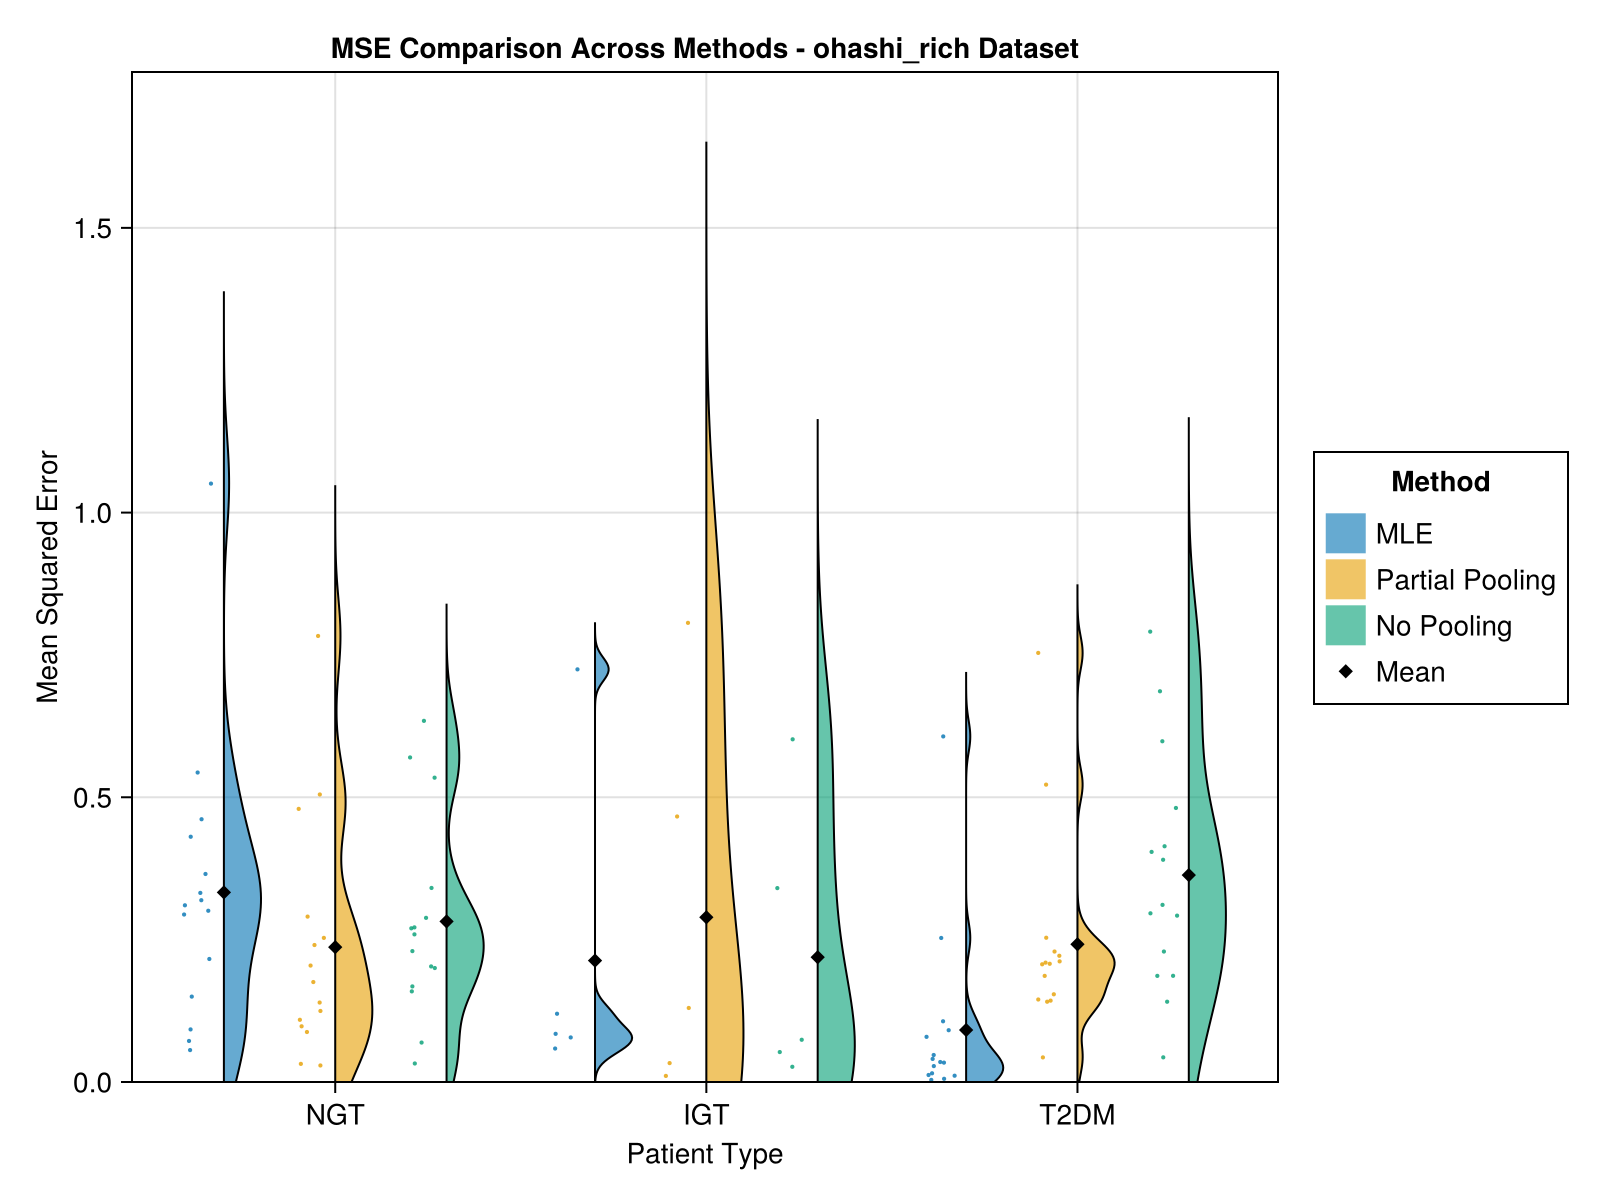 MSE Comparison Across Methods - ohashi_rich Dataset
Mean Squared Error
1.5
1.0
0.5
0.0
NGT
IGT
T2DM
Patient Type
Method
MLE
Partial Pooling
No Pooling
Mean